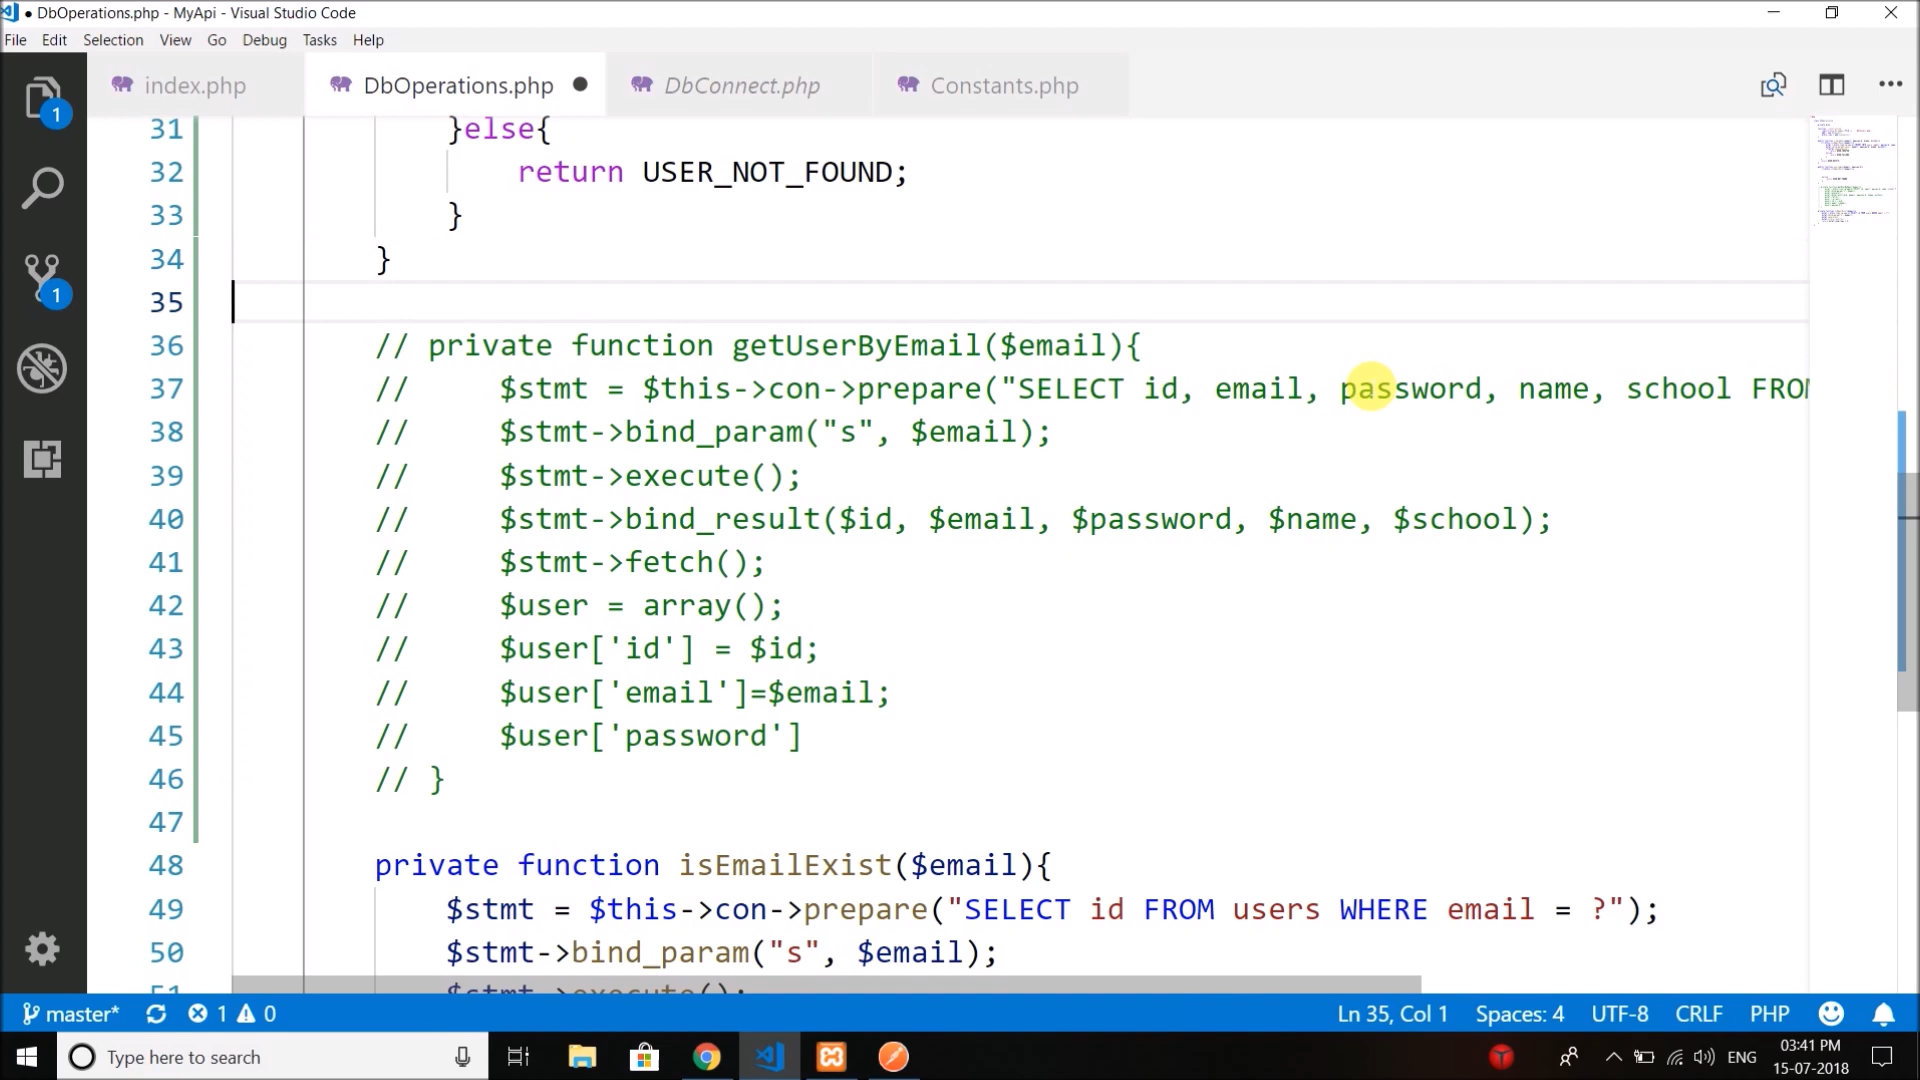 DbOperations.php - MyApi - Visual Studio Code
File Edit Selection View Go Debug Tasks Help
index.php DbOperations.php DbConnect.php Constants.php
1
1
31 }else{
32 return USER_NOT_FOUND;
33 }
34 }
35
36 // private function getUserByEmail($email){
37 // $stmt = $this->con->prepare("SELECT id, email, password, name, school FROM
38 // $stmt->bind_param("s", $email);
39 // $stmt->execute();
40 // $stmt->bind_result($id, $email, $password, $name, $school);
41 // $stmt->fetch();
42 // $user = array();
43 // $user['id'] = $id;
44 // $user['email']=$email;
45 // $user['password']
46 // }
47
48 private function isEmailExist($email){
49 $stmt = $this->con->prepare("SELECT id FROM users WHERE email = ?");
50 $stmt->bind_param("s", $email);
51 $stmt->execute();
master* 1 0 Ln 35, Col 1 Spaces: 4 UTF-8 CRLF PHP
Type here to search ENG 03:41 PM
15-07-2018